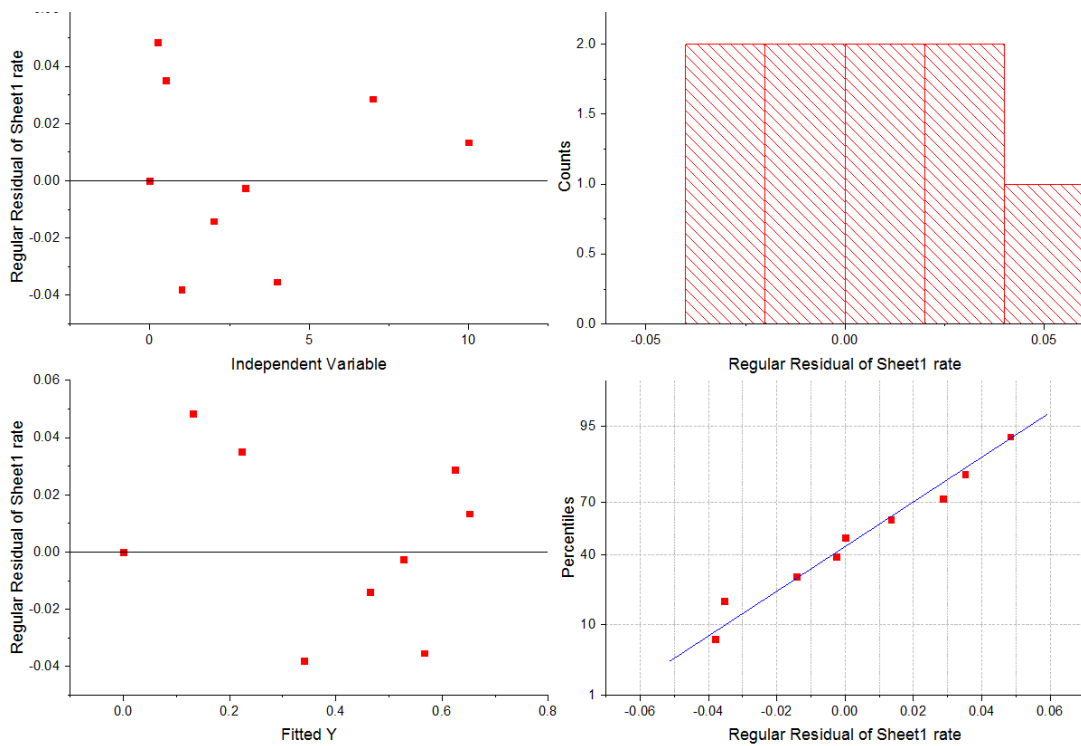 0.04
0.02
0.00
-0.02
-0.04
Regular Residual of Sheet1 rate
0 5 10
Independent Variable
2.0
1.5
1.0
0.5
0.0
Counts
-0.05 0.00 0.05
Regular Residual of Sheet1 rate
0.06
0.04
0.02
0.00
-0.02
-0.04
Regular Residual of Sheet1 rate
0.0 0.2 0.4 0.6 0.8
Fitted Y
95
70
40
10
1
Percentiles
-0.06 -0.04 -0.02 0.00 0.02 0.04 0.06
Regular Residual of Sheet1 rate